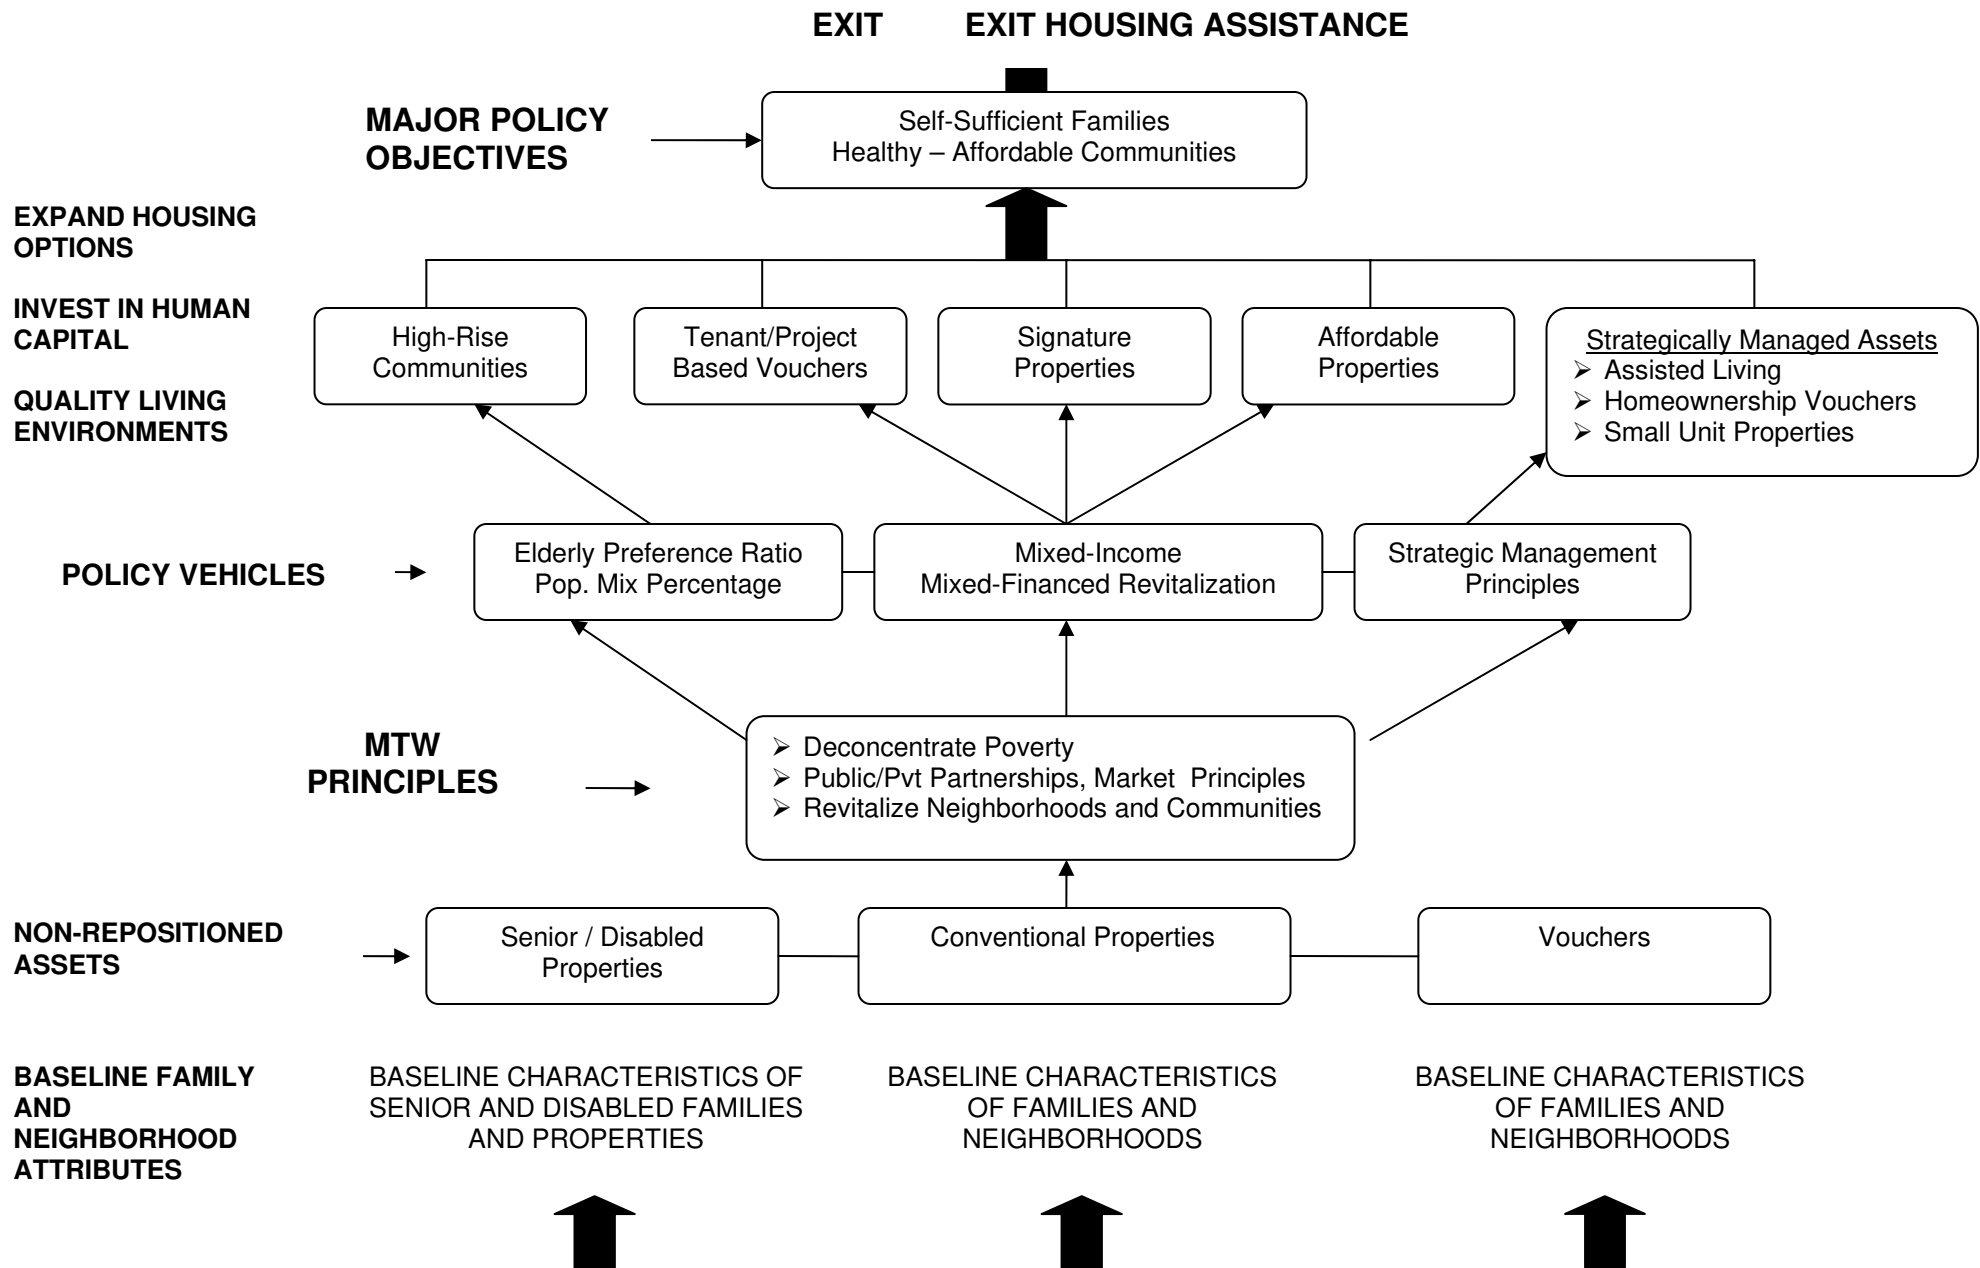 EXIT EXIT HOUSING ASSISTANCE
MAJOR POLICY
OBJECTIVES
Self-Sufficient Families
Healthy – Affordable Communities
EXPAND HOUSING
OPTIONS
INVEST IN HUMAN
CAPITAL
QUALITY LIVING
ENVIRONMENTS
High-Rise
Communities
Tenant/Project
Based Vouchers
Signature
Properties
Affordable
Properties
Strategically Managed Assets
➢ Assisted Living
➢ Homeownership Vouchers
➢ Small Unit Properties
POLICY VEHICLES
Elderly Preference Ratio
Pop. Mix Percentage
Mixed-Income
Mixed-Financed Revitalization
Strategic Management
Principles
MTW
PRINCIPLES
➢ Deconcentrate Poverty
➢ Public/Pvt Partnerships, Market Principles
➢ Revitalize Neighborhoods and Communities
NON-REPOSITIONED
ASSETS
Senior / Disabled
Properties
Conventional Properties
Vouchers
BASELINE FAMILY
AND
NEIGHBORHOOD
ATTRIBUTES
BASELINE CHARACTERISTICS OF
SENIOR AND DISABLED FAMILIES
AND PROPERTIES
BASELINE CHARACTERISTICS
OF FAMILIES AND
NEIGHBORHOODS
BASELINE CHARACTERISTICS
OF FAMILIES AND
NEIGHBORHOODS